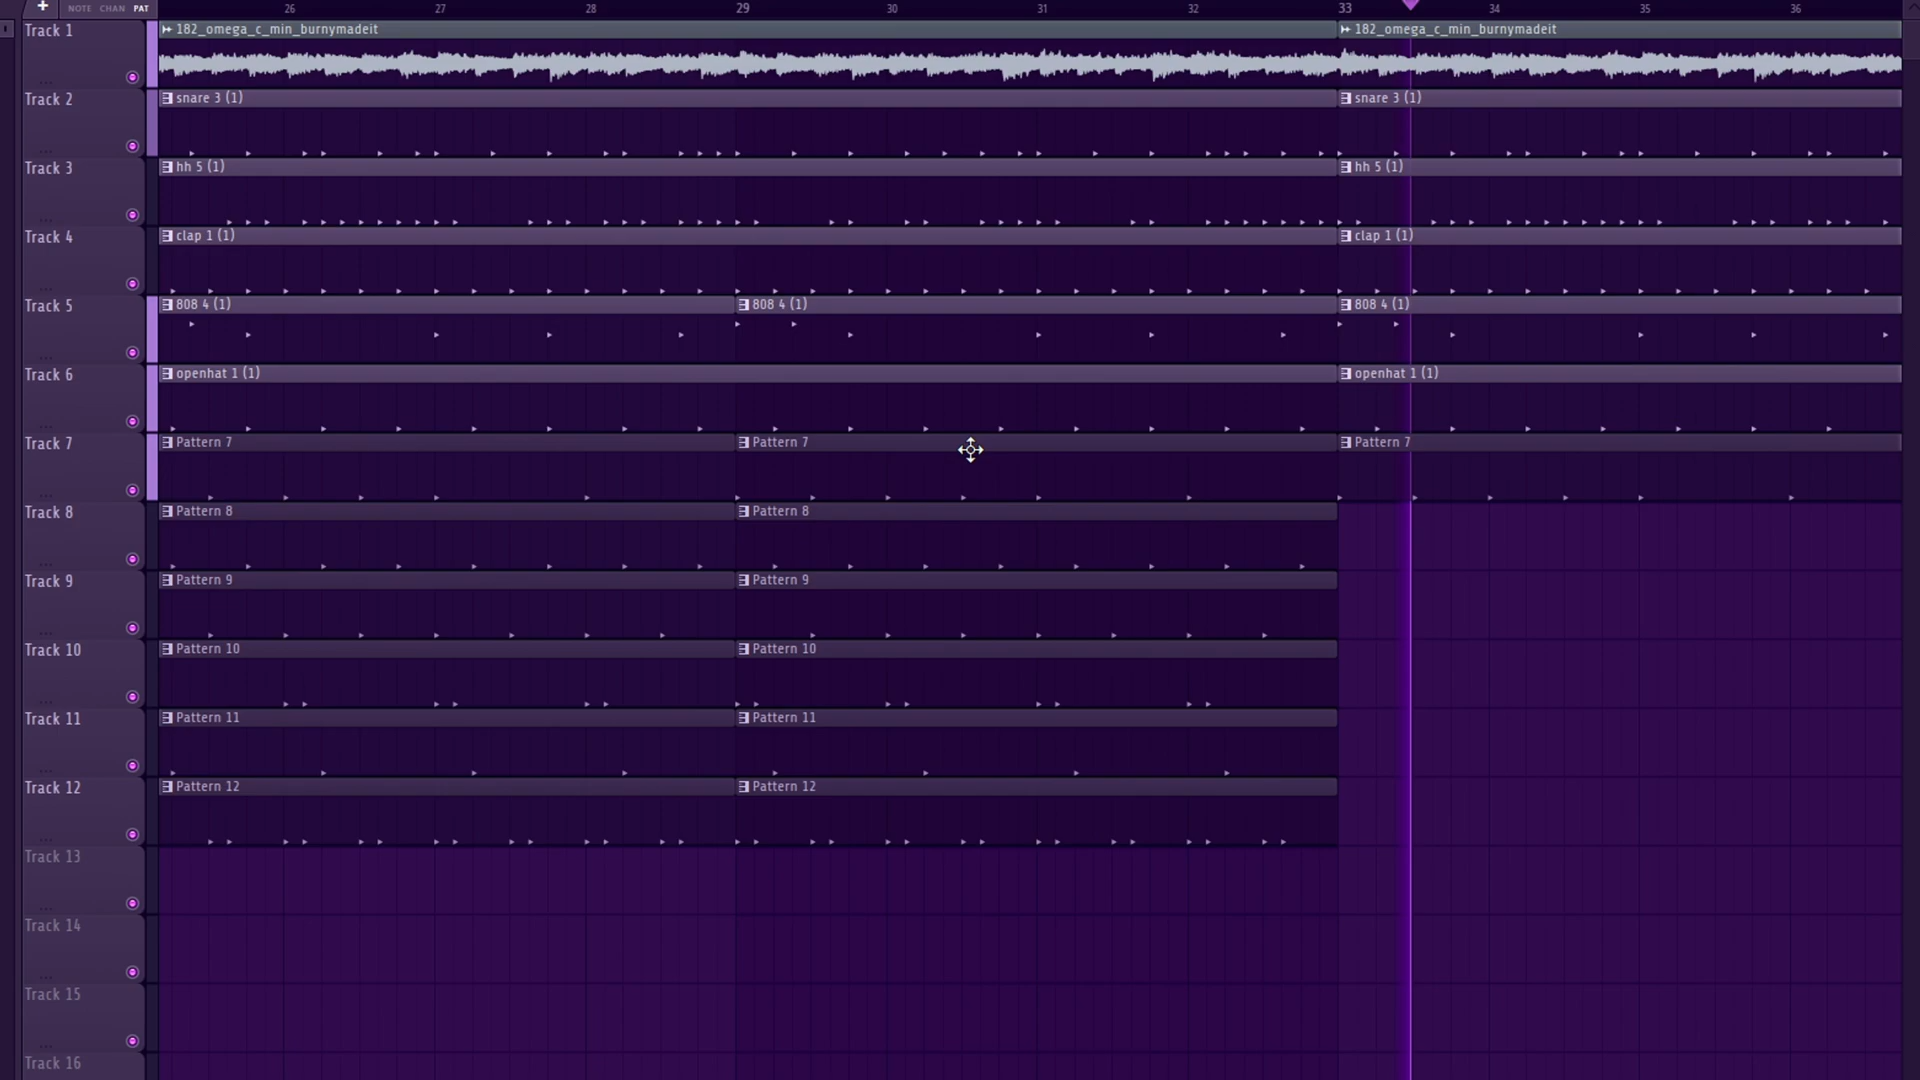 + NOTE CHAN PAT 26 27 28 29 30 31 32 33 34 35 36
Track 1 182_omega_c_min_burnymadeit 182_omega_c_min_burnymadeit
...
Track 2 snare 3 (1) snare 3 (1)
...
Track 3 hh 5 (1) hh 5 (1)
...
Track 4 clap 1 (1) clap 1 (1)
...
Track 5 808 4 (1) 808 4 (1) 808 4 (1)
...
Track 6 openhat 1 (1) openhat 1 (1)
...
Track 7 Pattern 7 Pattern 7 Pattern 7
...
Track 8 Pattern 8 Pattern 8
...
Track 9 Pattern 9 Pattern 9
...
Track 10 Pattern 10 Pattern 10
...
Track 11 Pattern 11 Pattern 11
...
Track 12 Pattern 12 Pattern 12
...
Track 13
...
Track 14
...
Track 15
...
Track 16